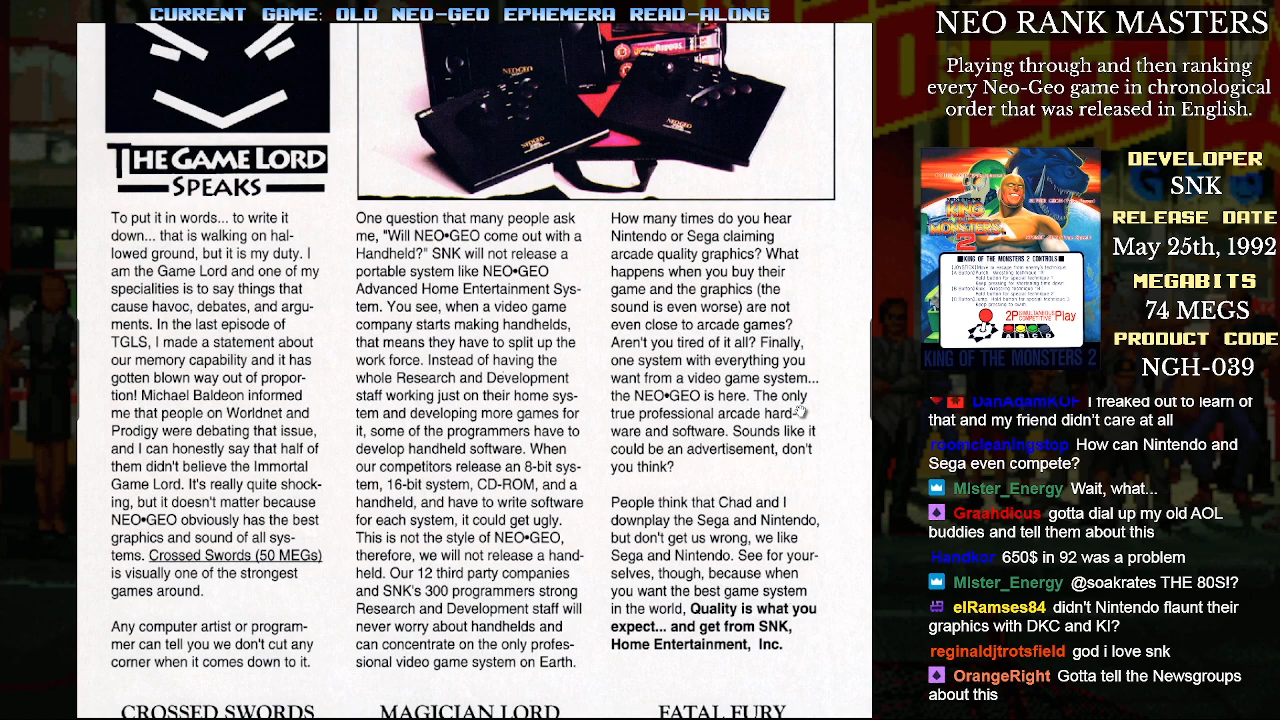 CURRENT GAME: OLD NEO-GEO EPHEMERA READ-ALONG
THE GAME LORD
SPEAKS
To put it in words... to write it
down... that is walking on hal-
lowed ground, but it is my duty. I
am the Game Lord and one of my
specialities is to say things that
cause havoc, debates, and argu-
ments. In the last episode of
TGLS, I made a statement about
our memory capability and it has
gotten blown way out of propor-
tion! Michael Baldeon informed
me that people on Worldnet and
Prodigy were debating that issue,
and I can honestly say that half of
them didn't believe the Immortal
Game Lord. It's really quite shock-
ing, but it doesn't matter because
NEO•GEO obviously has the best
graphics and sound of all sys-
tems. Crossed Swords (50 MEGs)
is visually one of the strongest
games around.
Any computer artist or program-
mer can tell you we don't cut any
corner when it comes down to it.
One question that many people ask
me, "Will NEO•GEO come out with a
Handheld?" SNK will not release a
portable system like NEO•GEO
Advanced Home Entertainment Sys-
tem. You see, when a video game
company starts making handhelds,
that means they have to split up the
work force. Instead of having the
whole Research and Development
staff working just on their home sys-
tem and developing more games for
it, some of the programmers have to
develop handheld software. When
our competitors release an 8-bit sys-
tem, 16-bit system, CD-ROM, and a
handheld, and have to write software
for each system, it could get ugly.
This is not the style of NEO•GEO,
therefore, we will not release a hand-
held. Our 12 third party companies
and SNK's 300 programmers strong
Research and Development staff will
never worry about handhelds and
can concentrate on the only profes-
sional video game system on Earth.
How many times do you hear
Nintendo or Sega claiming
arcade quality graphics? What
happens when you buy their
game and the graphics (the
sound is even worse) are not
even close to arcade games?
Aren't you tired of it all? Finally,
one system with everything you
want from a video game system...
the NEO•GEO is here. The only
true professional arcade hard-
ware and software. Sounds like it
could be an advertisement, don't
you think?
People think that Chad and I
downplay the Sega and Nintendo,
but don't get us wrong, we like
Sega and Nintendo. See for your-
selves, though, because when
you want the best game system
in the world, Quality is what you
expect... and get from SNK,
Home Entertainment, Inc.
CROSSED SWORDS
MAGICIAN LORD
FATAL FURY
NEO RANK MASTERS
Playing through and then ranking
every Neo-Geo game in chronological
order that was released in English.
KING OF THE MONSTERS 2
KING OF THE MONSTERS 2 CONTROLS
2P SIMULTANEOUS COMPETITIVE Play
A B C D
KING OF THE MONSTERS 2
DEVELOPER
SNK
RELEASE DATE
May 25th, 1992
MEGABITS
74 MEGS
PRODUCT CODE
NGH-039
DanAdamKOF I freaked out to learn of
that and my friend didn't care at all
roomcleaningstop How can Nintendo and
Sega even compete?
Mister_Energy Wait, what...
Graahdicus gotta dial up my old AOL
buddies and tell them about this
Handkor 650$ in 92 was a problem
Mister_Energy @soakrates THE 80S!?
elRamses84 didn't Nintendo flaunt their
graphics with DKC and KI?
reginaldjtrotsfield god i love snk
OrangeRight Gotta tell the Newsgroups
about this